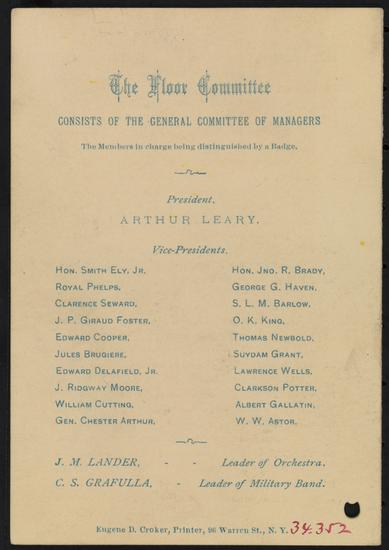 The Floor Committee
CONSISTS OF THE GENERAL COMMITTEE OF MANAGERS
The Members in charge being distinguished by a Badge.
President,
ARTHUR LEARY.
Vice-Presidents.
HON. SMITH ELY, JR. HON. JNO. R. BRADY,
ROYAL PHELPS, GEORGE G. HAVEN,
CLARENCE SEWARD, S. L. M. BARLOW,
J. P. GIRAUD FOSTER, O. K. KING,
EDWARD COOPER, THOMAS NEWBOLD,
JULES BRUGIERE, SUYDAM GRANT,
EDWARD DELAFIELD, JR. LAWRENCE WELLS,
J. RIDGWAY MOORE, CLARKSON POTTER,
WILLIAM CUTTING, ALBERT GALLATIN,
GEN. CHESTER ARTHUR, W. W. ASTOR.
J. M. LANDER, - - Leader of Orchestra.
C. S. GRAFULLA, - Leader of Military Band.
Eugene D. Croker, Printer, 96 Warren St., N. Y. 34.352